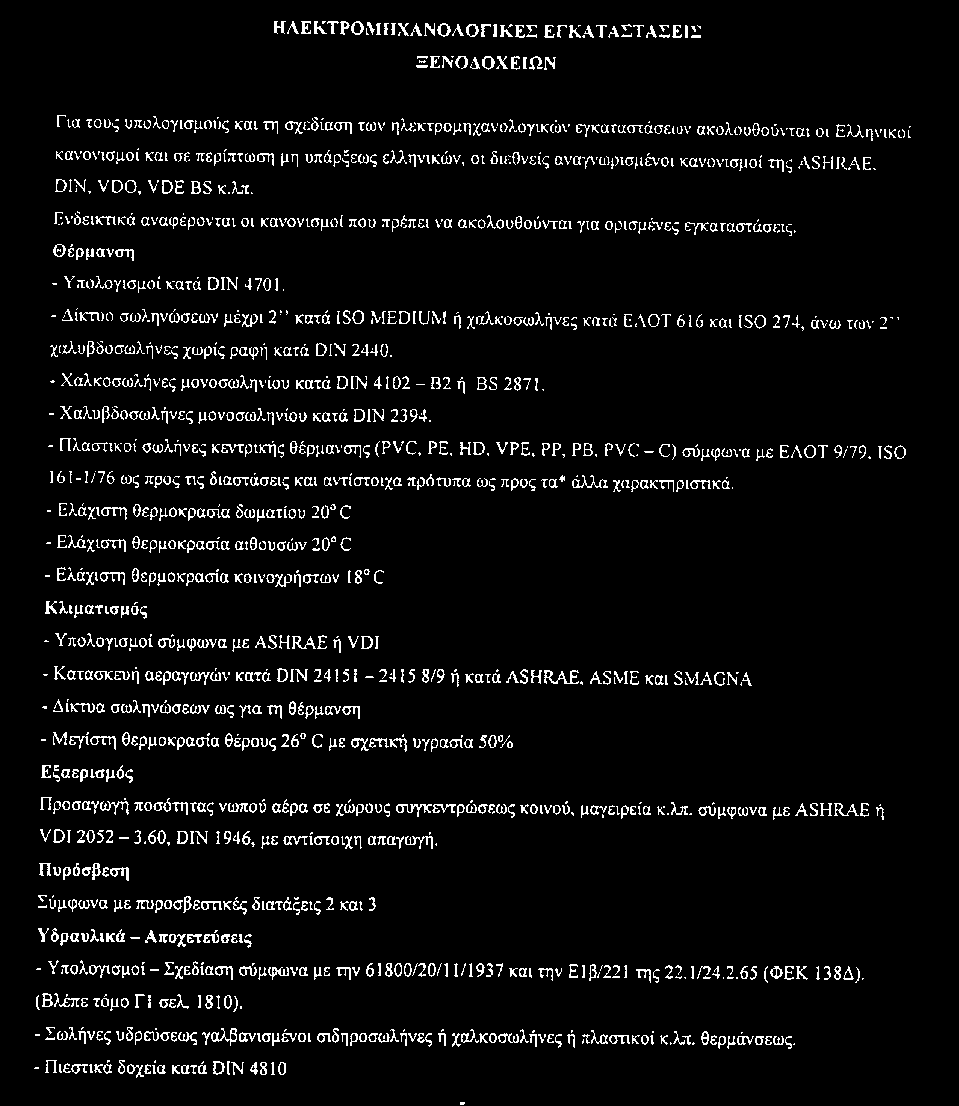 ΗΛΕΚΤΡΟΜΗΧΑΝΟΛΟΓΙΚΕΣ ΕΓΚΑΤΑΣΤΑΣΕΙΣ
ΞΕΝΟΔΟΧΕΙΩΝ
Για τους υπολογισμούς και τη σχεδίαση των ηλεκτρομηχανολογικών εγκαταστάσεων ακολουθούνται οι Ελληνικοί
κανονισμοί και σε περίπτωση μη υπάρξεως ελληνικών, οι διεθνείς αναγνωρισμένοι κανονισμοί της ASHRAE,
DIN, VDO, VDE BS κ.λπ.
Ενδεικτικά αναφέρονται οι κανονισμοί που πρέπει να ακολουθούνται για ορισμένες εγκαταστάσεις.
Θέρμανση
- Υπολογισμοί κατά DIN 4701.
- Δίκτυο σωληνώσεων μέχρι 2'' κατά ISO MEDIUM ή χαλκοσωλήνες κατά ΕΛΟΤ 616 και ISO 274, άνω των 2''
χαλυβδοσωλήνες χωρίς ραφή κατά DIN 2440.
- Χαλκοσωλήνες μονοσωληνίου κατά DIN 4102 – B2 ή BS 2871.
- Χαλυβδοσωλήνες μονοσωληνίου κατά DIN 2394.
- Πλαστικοί σωλήνες κεντρικής θέρμανσης (PVC, PE, HD, VPE, PP, PB, PVC – C) σύμφωνα με ΕΛΟΤ 9/79, ISO
161-1/76 ως προς τις διαστάσεις και αντίστοιχα πρότυπα ως προς τα* άλλα χαρακτηριστικά.
- Ελάχιστη θερμοκρασία δωματίου 20° C
- Ελάχιστη θερμοκρασία αιθουσών 20° C
- Ελάχιστη θερμοκρασία κοινοχρήστων 18° C
Κλιματισμός
- Υπολογισμοί σύμφωνα με ASHRAE ή VDI
- Κατασκευή αεραγωγών κατά DIN 24151 – 2415 8/9 ή κατά ASHRAE, ASME και SMAGNA
- Δίκτυα σωληνώσεων ως για τη θέρμανση
- Μεγίστη θερμοκρασία θέρους 26° C με σχετική υγρασία 50%
Εξαερισμός
Προσαγωγή ποσότητας νωπού αέρα σε χώρους συγκεντρώσεως κοινού, μαγειρεία κ.λπ. σύμφωνα με ASHRAE ή
VDI 2052 – 3.60, DIN 1946, με αντίστοιχη απαγωγή.
Πυρόσβεση
Σύμφωνα με πυροσβεστικές διατάξεις 2 και 3
Υδραυλικά – Αποχετεύσεις
- Υπολογισμοί – Σχεδίαση σύμφωνα με την 61800/20/11/1937 και την Ε1β/221 της 22.1/24.2.65 (ΦΕΚ 138Δ).
(Βλέπε τόμο Γ1 σελ. 1810).
- Σωλήνες υδρεύσεως γαλβανισμένοι σιδηροσωλήνες ή χαλκοσωλήνες ή πλαστικοί κ.λπ. θερμάνσεως.
- Πιεστικά δοχεία κατά DIN 4810